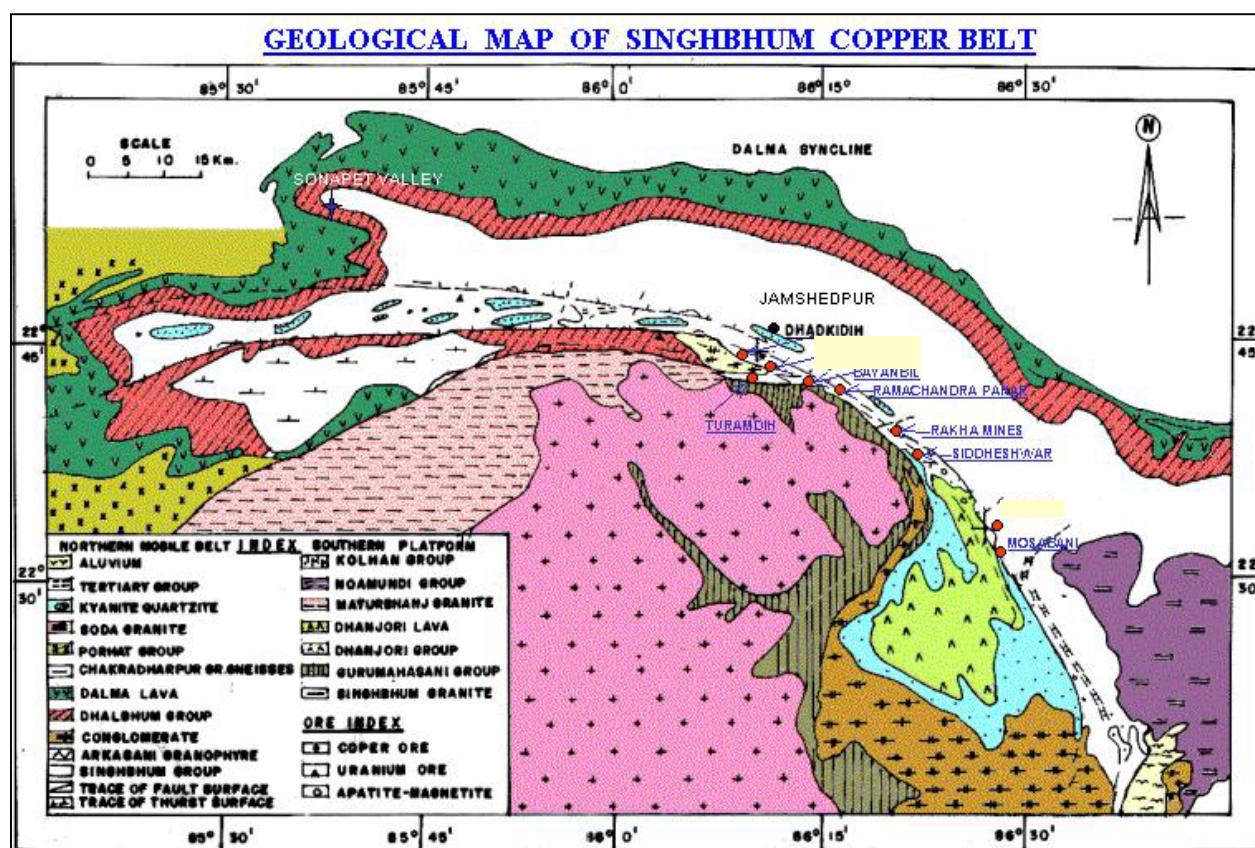 GEOLOGICAL MAP OF SINGHBHUM COPPER BELT
85° 30' 85° 45' 86° 0' 86° 15' 86° 30'
SCALE
0 5 10 15 Km.
N
DALMA SYNCLINE
SONAPET VALLEY
JAMSHEDPUR
22° 45'
45'
DHADKIDIH
BAYANBIL
RAMACHANDRA PAHAR
TURAMDIH
RAKHA MINES
SIDDHESHWAR
MOSABANI
22° 30'
22° 30'
NORTHERN MOBILE BELT INDEX SOUTHERN PLATFORM
ALUVIUM
TERTIARY GROUP
KYANITE QUARTZITE
SODA GRANITE
PORHAT GROUP
CHAKRADHARPUR GR.GNEISSES
DALMA LAVA
DHALBHUM GROUP
CONGLOMERATE
ARKASANI GRANOPHYRE
SINGHBHUM GROUP
TRACE OF FAULT SURFACE
TRACE OF THURST SURFACE
KOLHAN GROUP
NOAMUNDI GROUP
MAYURBHANJ GRANITE
DHANJORI LAVA
DHANJORI GROUP
GURUMAHASANI GROUP
SINGHBHUM GRANITE
ORE INDEX
COPER ORE
URANIUM ORE
APATITE-MAGNETITE
85° 30' 85° 45' 86° 0' 86° 15' 86° 30'